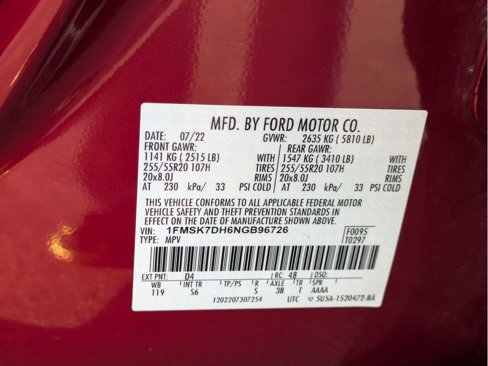 MFD. BY FORD MOTOR CO.
DATE: 07/22 GVWR: 2635 KG ( 5810 LB)
FRONT GAWR: REAR GAWR:
1141 KG ( 2515 LB) WITH 1547 KG ( 3410 LB) WITH
255/55R20 107H TIRES 255/55R20 107H TIRES
20x8.0J RIMS 20x8.0J RIMS
AT 230 kPa/ 33 PSI COLD AT 230 kPa/ 33 PSI COLD
THIS VEHICLE CONFORMS TO ALL APPLICABLE FEDERAL MOTOR
VEHICLE SAFETY AND THEFT PREVENTION STANDARDS IN
EFFECT ON THE DATE OF MANUFACTURE SHOWN ABOVE.
VIN: 1FMSK7DH6NGB96726 F0095
TYPE: MPV T0297
EXT PNT: D4 RC: 48 DSO:
WB INT TR TP/PS R AXLE TR SPR
119 S6 S 3B T AAAA
1202207307254 UTC ▽ SU5A-1520472-BA